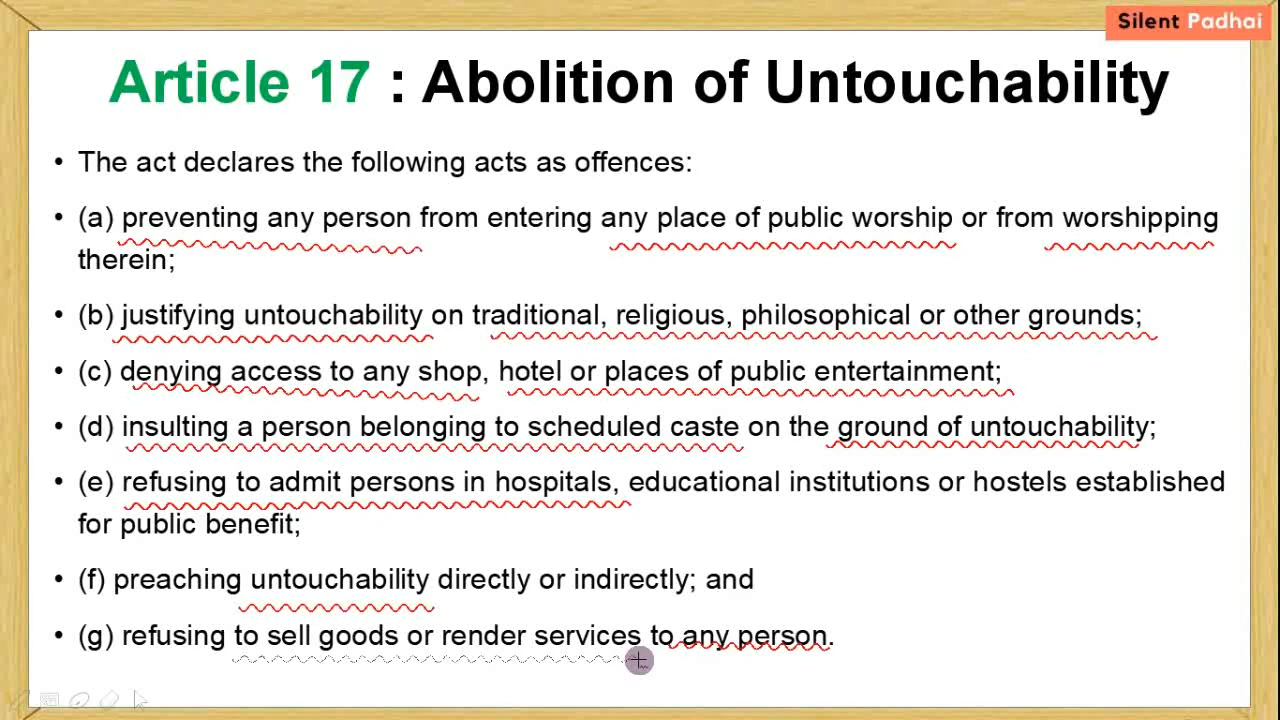 Silent Padhai
Article 17 : Abolition of Untouchability
• The act declares the following acts as offences:
• (a) preventing any person from entering any place of public worship or from worshipping
therein;
• (b) justifying untouchability on traditional, religious, philosophical or other grounds;
• (c) denying access to any shop, hotel or places of public entertainment;
• (d) insulting a person belonging to scheduled caste on the ground of untouchability;
• (e) refusing to admit persons in hospitals, educational institutions or hostels established
for public benefit;
• (f) preaching untouchability directly or indirectly; and
• (g) refusing to sell goods or render services to any person.